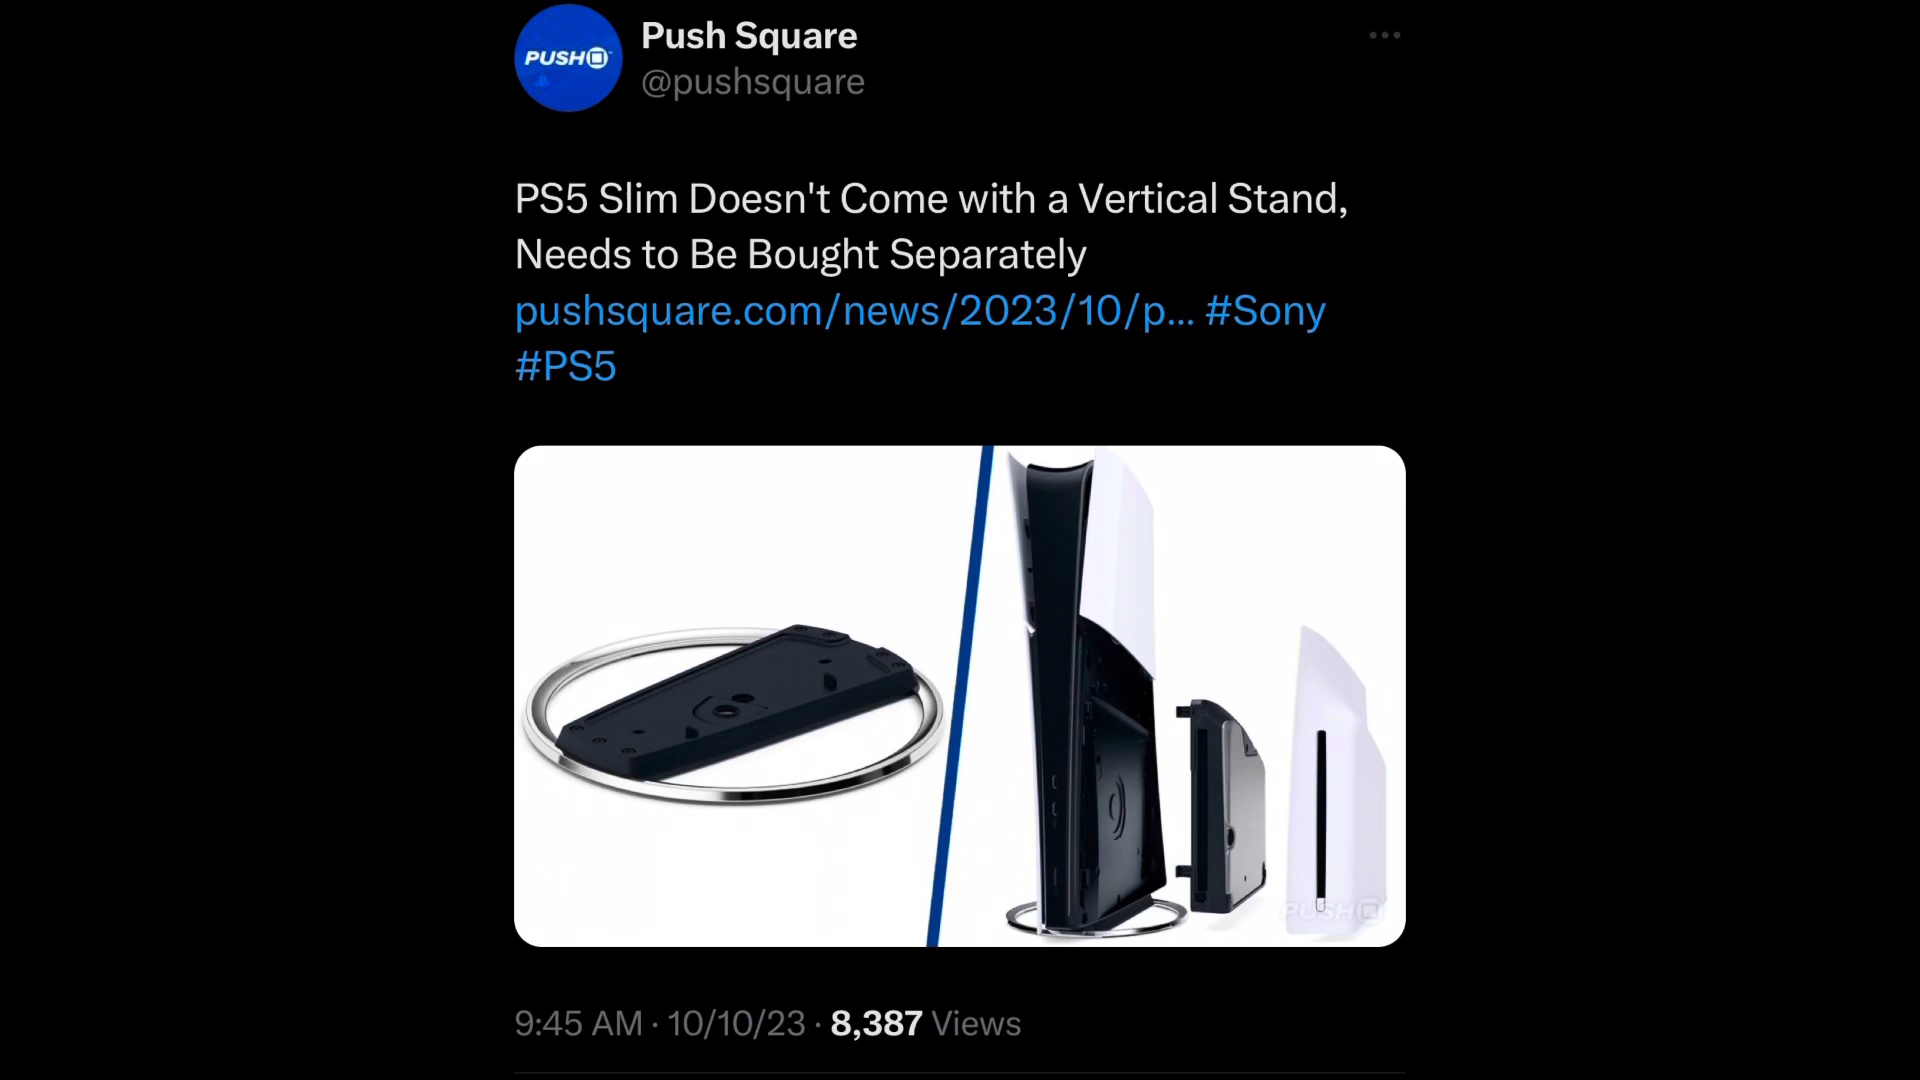 PUSH
Push Square
@pushsquare
PS5 Slim Doesn't Come with a Vertical Stand,
Needs to Be Bought Separately
pushsquare.com/news/2023/10/p... #Sony
#PS5
PUSH
9:45 AM · 10/10/23 · 8,387 Views